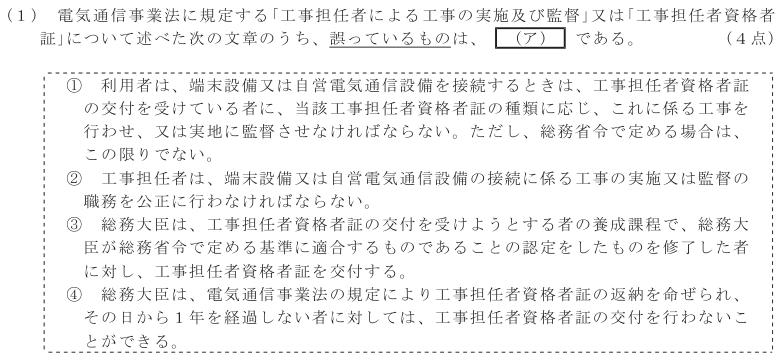 (1) 電気通信事業法に規定する「工事担任者による工事の実施及び監督」又は「工事担任者資格者
証」について述べた次の文章のうち、誤っているものは、 (ア) である。 (4点)
① 利用者は、端末設備又は自営電気通信設備を接続するときは、工事担任者資格者証
の交付を受けている者に、当該工事担任者資格者証の種類に応じ、これに係る工事を
行わせ、又は実地に監督させなければならない。ただし、総務省令で定める場合は、
この限りでない。
② 工事担任者は、端末設備又は自営電気通信設備の接続に係る工事の実施又は監督の
職務を公正に行わなければならない。
③ 総務大臣は、工事担任者資格者証の交付を受けようとする者の養成課程で、総務大
臣が総務省令で定める基準に適合するものであることの認定をしたものを修了した者
に対し、工事担任者資格者証を交付する。
④ 総務大臣は、電気通信事業法の規定により工事担任者資格者証の返納を命ぜられ、
その日から1年を経過しない者に対しては、工事担任者資格者証の交付を行わないこ
とができる。